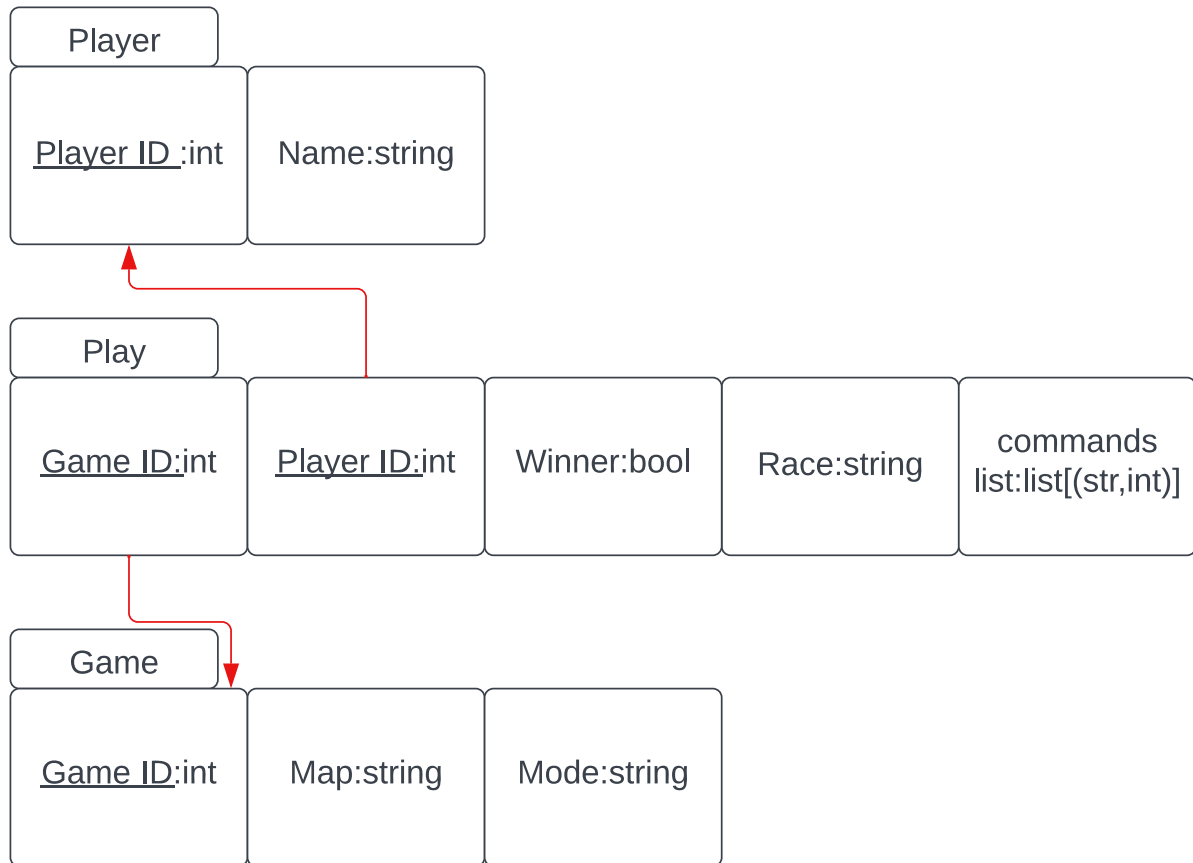 Player
Player ID :int
Name:string
Play
Game ID:int
Player ID:int
Winner:bool
Race:string
commands
list:list[(str,int)]
Game
Game ID:int
Map:string
Mode:string